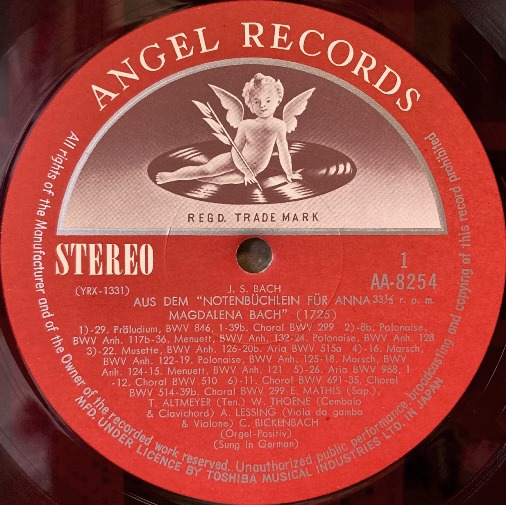 ANGEL RECORDS
REGD. TRADE MARK
STEREO
1
(YRX-1331)
AA-8254
J. S. BACH
33⅓ r. p. m.
AUS DEM "NOTENBÜCHLEIN FÜR ANNA
MAGDALENA BACH" (1725)
1)-29. Präludium, BWV 846, 1-39b. Choral BWV 299 2)-8b. Polonaise,
BWV Anh. 117b-36. Menuett, BWV Anh. 132-24. Polonaise, BWV Anh. 128
3)-22. Musette, BWV Anh. 126-20b. Aria BWV 515a 4)-16. Marsch,
BWV Anh. 122-19. Polonaise, BWV Anh. 125-18. Marsch, BWV
Anh. 124-15. Menuett, BWV Anh. 121 5)-26. Aria BWV 988, 1
-12. Choral BWV 510 6)-11. Choral BWV 691-35. Choral
BWV 514-39b. Choral BWV 299 E. MATHIS (Sap.),
T. ALTMEYER (Ten.) W. THOENE (Cembalo
& Clavichord) A. LESSING (Viola da gamba
& Violone) C. BICKENBACH
(Orgel-Positiv)
(Sung in German)
All rights of the Manufacturer and of the Owner of the recorded work reserved. Unauthorized public performance, broadcasting and copying of this record prohibited
MFD. UNDER LICENCE BY TOSHIBA MUSICAL INDUSTRIES LTD. IN JAPAN